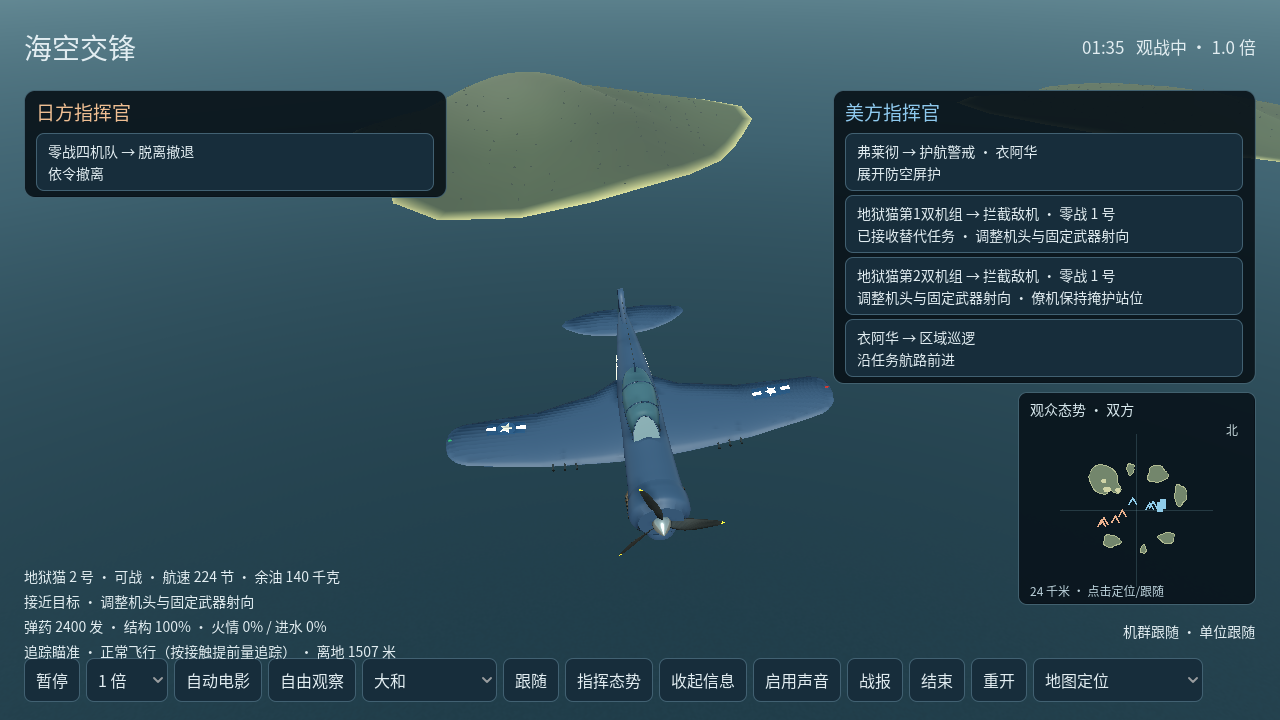 海空交锋
01:35 观战中 · 1.0 倍
日方指挥官
零战四机队 → 脱离撤退
依令撤离
美方指挥官
弗莱彻 → 护航警戒 · 衣阿华
展开防空屏护
地狱猫第1双机组 → 拦截敌机 · 零战 1 号
已接收替代任务 · 调整机头与固定武器射向
地狱猫第2双机组 → 拦截敌机 · 零战 1 号
调整机头与固定武器射向 · 僚机保持掩护站位
衣阿华 → 区域巡逻
沿任务航路前进
观众态势 · 双方
北
24 千米 · 点击定位/跟随
机群跟随 · 单位跟随
地狱猫 2 号 · 可战 · 航速 224 节 · 余油 140 千克
接近目标 · 调整机头与固定武器射向
弹药 2400 发 · 结构 100% · 火情 0% / 进水 0%
追踪瞄准 · 正常飞行（按接触提前量追踪） · 离地 1507 米
暂停
1 倍
自动电影
自由观察
大和
跟随
指挥态势
收起信息
启用声音
战报
结束
重开
地图定位